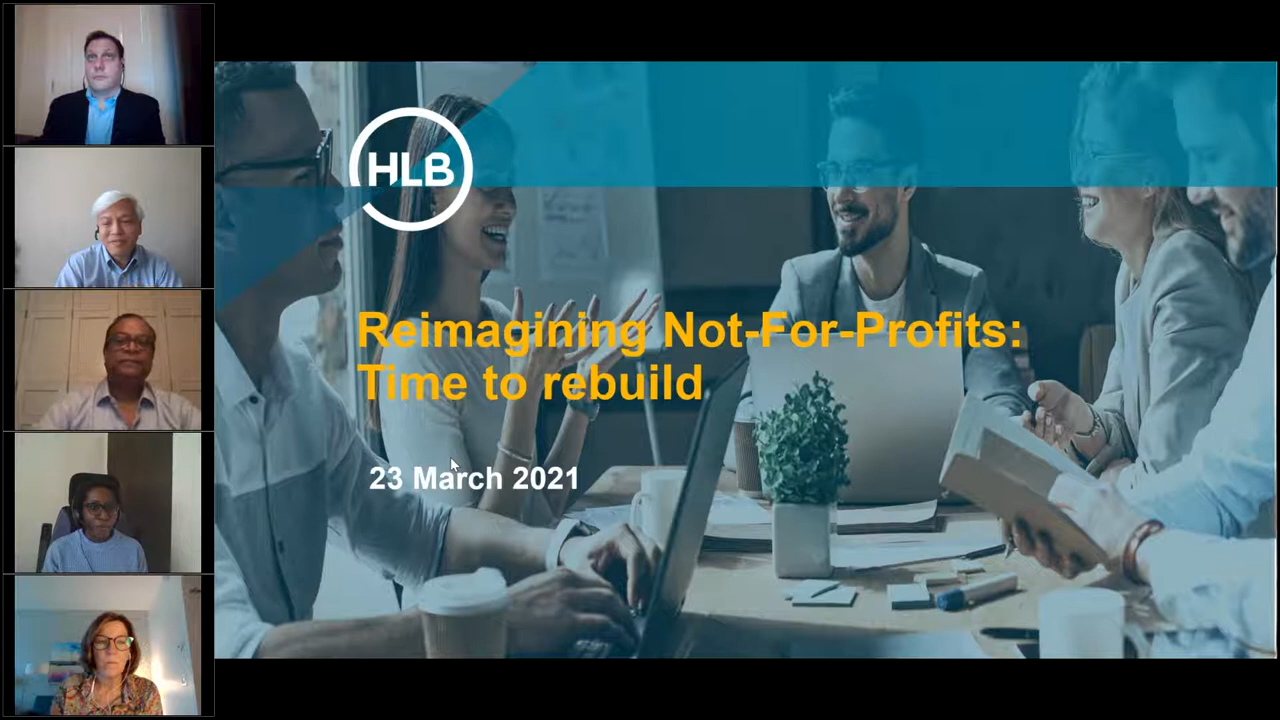 HLB
Reimagining Not-For-Profits:
Time to rebuild
23 March 2021